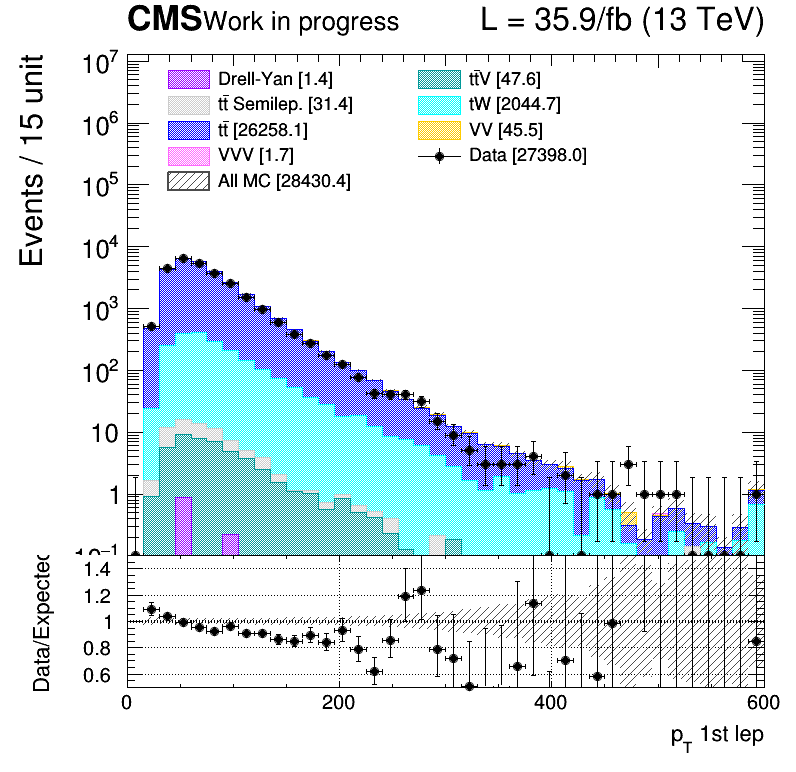 CMS Work in progress L = 35.9/fb (13 TeV)
Events / 15 unit
10⁷
10⁶
10⁵
10⁴
10³
10²
10
1
10⁻¹
Drell-Yan [1.4]
tt̄ Semilep. [31.4]
tt̄ [26258.1]
VVV [1.7]
All MC [28430.4]
tt̄V [47.6]
tW [2044.7]
VV [45.5]
Data [27398.0]
Data/Expected
1.4
1.2
1
0.8
0.6
0 200 400 600
p_T 1st lep